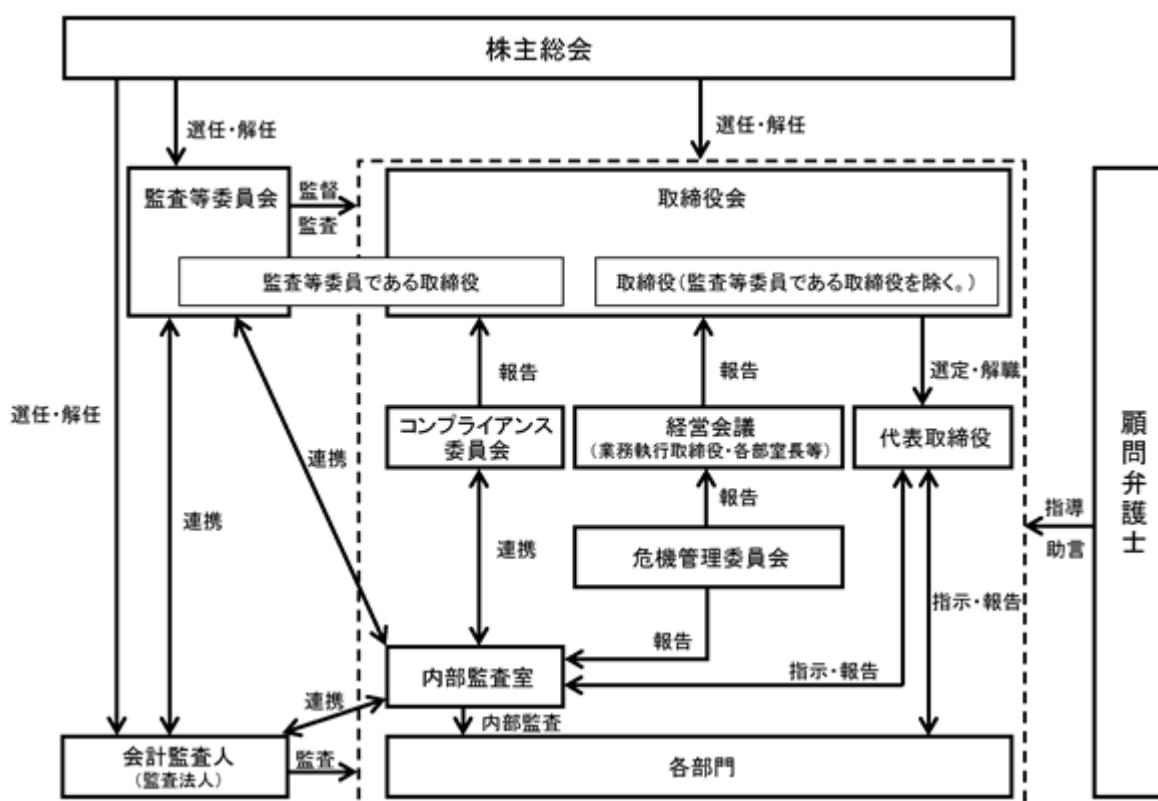 株主総会
選任・解任
選任・解任
監査等委員会
監督
監査
取締役会
監査等委員である取締役
取締役(監査等委員である取締役を除く。)
報告
報告
選定・解職
選任・解任
コンプライアンス
委員会
経営会議
(業務執行取締役・各部室長等)
代表取締役
顧問弁護士
連携
報告
指導
助言
連携
連携
危機管理委員会
指示・報告
報告
内部監査室
指示・報告
連携
内部監査
会計監査人
(監査法人)
監査
各部門